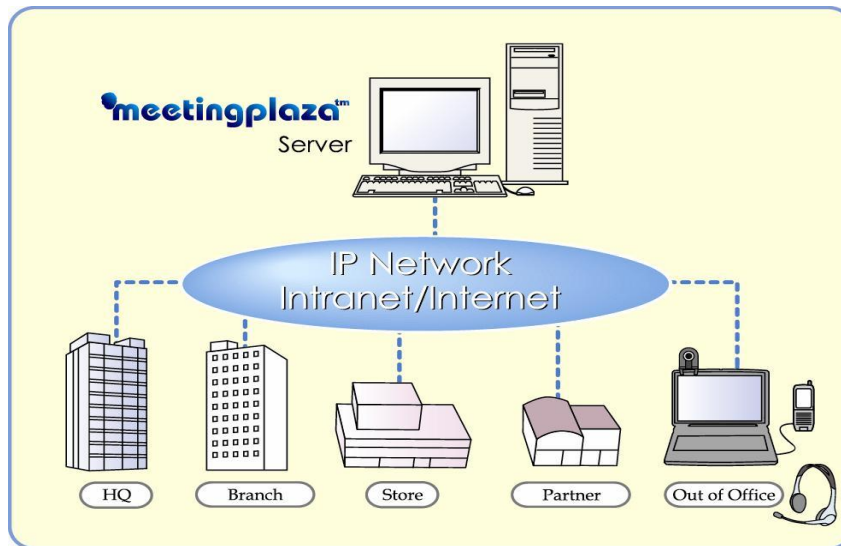 meetingplaza™
Server
IP Network
Intranet/Internet
HQ
Branch
Store
Partner
Out of Office